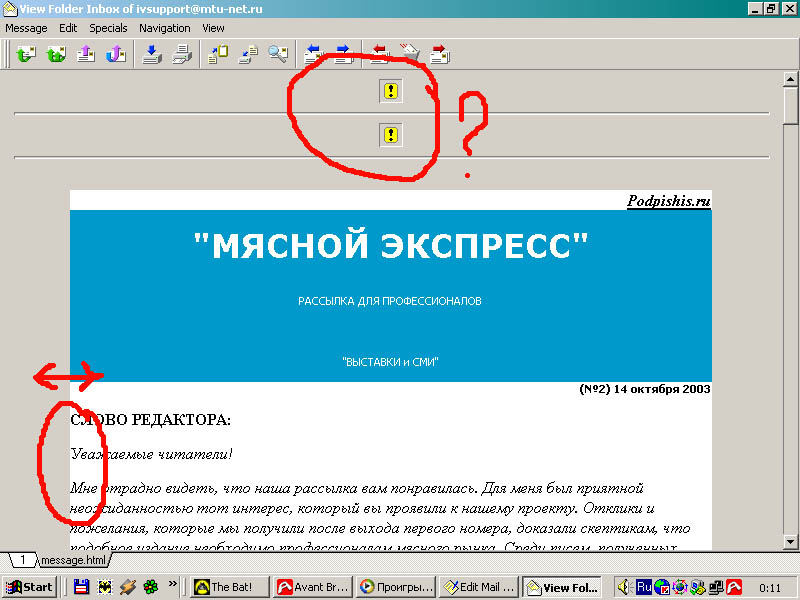 View Folder Inbox of ivsupport@mtu-net.ru
Message Edit Specials Navigation View
?
Podpishis.ru
"МЯСНОЙ ЭКСПРЕСС"
РАССЫЛКА ДЛЯ ПРОФЕССИОНАЛОВ
"ВЫСТАВКИ и СМИ"
(№2) 14 октября 2003
СЛОВО РЕДАКТОРА:
Уважаемые читатели!
Мне отрадно видеть, что наша рассылка вам понравилась. Для меня был приятной
неожиданностью тот интерес, который вы проявили к нашему проекту. Отклики и
пожелания, которые мы получили после выхода первого номера, доказали скептикам, что
подобное издание необходимо профессионалам мясного рынка. Среди писем, полученных
1 message.html
Start » The Bat! Avant Br... Проигры... Edit Mail ... View Fol... Ru 0:11